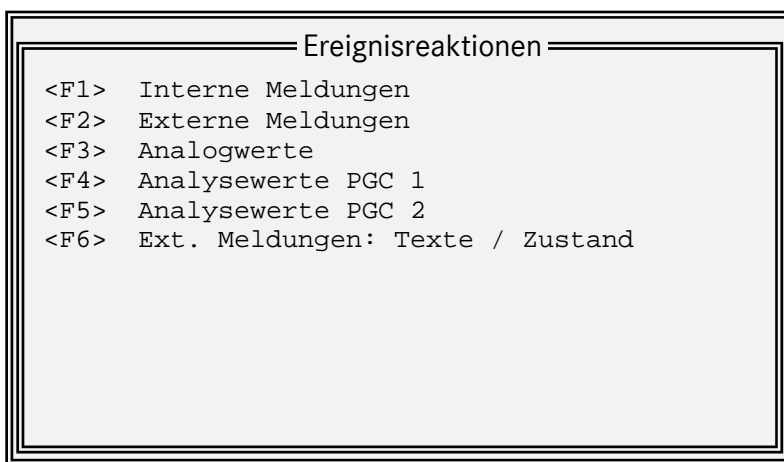 Ereignisreaktionen
<F1> Interne Meldungen
<F2> Externe Meldungen
<F3> Analogwerte
<F4> Analysewerte PGC 1
<F5> Analysewerte PGC 2
<F6> Ext. Meldungen: Texte / Zustand